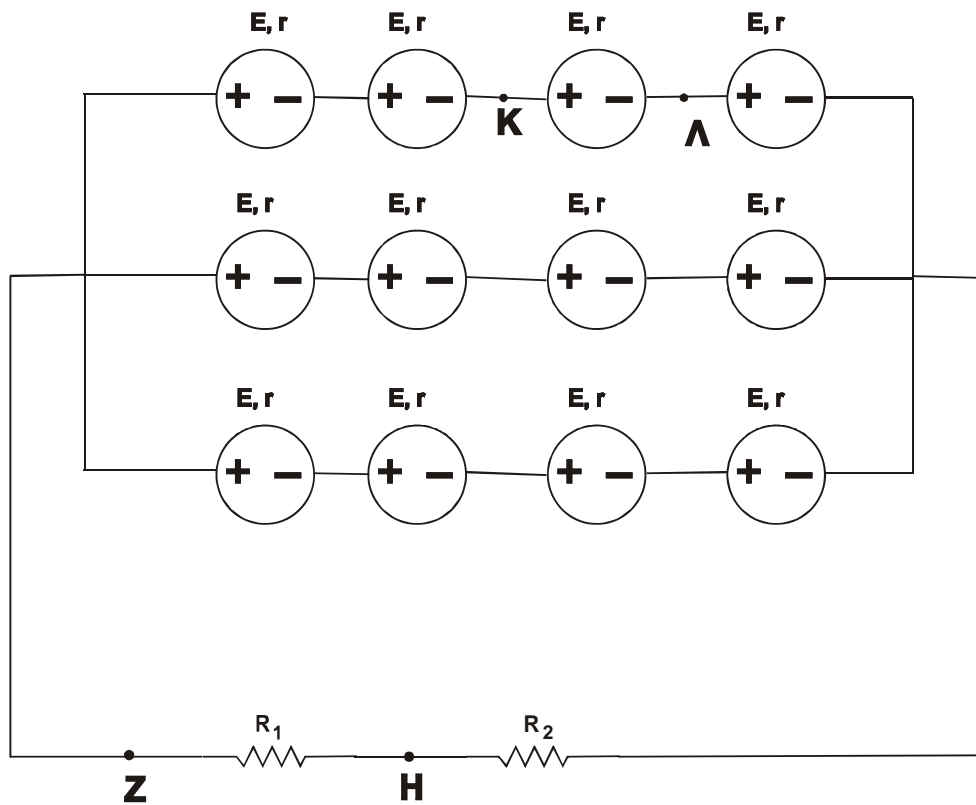 E, r E, r E, r E, r
+ − + − + − + −
K Λ
E, r E, r E, r E, r
+ − + − + − + −
E, r E, r E, r E, r
+ − + − + − + −
R1 R2
Z H